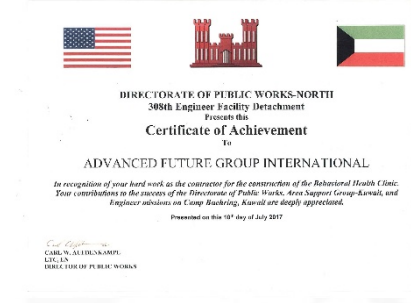 DIRECTORATE OF PUBLIC WORKS-NORTH
308th Engineer Facility Detachment
Presents this
Certificate of Achievement
To
ADVANCED FUTURE GROUP INTERNATIONAL
In recognition of your hard work as the contractor for the construction of the Behavioral Health Clinic.
Your contributions to the success of the Directorate of Public Works, Area Support Group-Kuwait, and
Engineer missions on Camp Buehring, Kuwait are deeply appreciated.
Presented on this 10th day of July 2017
CARL W.
LTC, EN
DIRECTOR OF PUBLIC WORKS